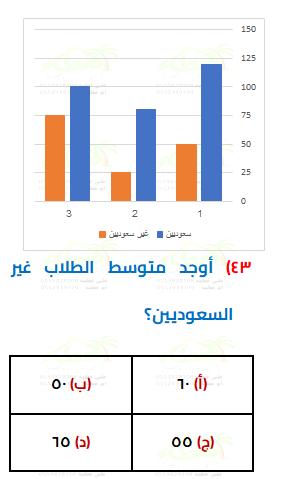 150
125
100
75
50
25
0
3 2 1
سعوديين غير سعوديين
٤٣) أوجد متوسط الطلاب غير
السعوديين؟
(أ) ٦٠ (ب) ٥٠
(ج) ٥٥ (د) ٦٥